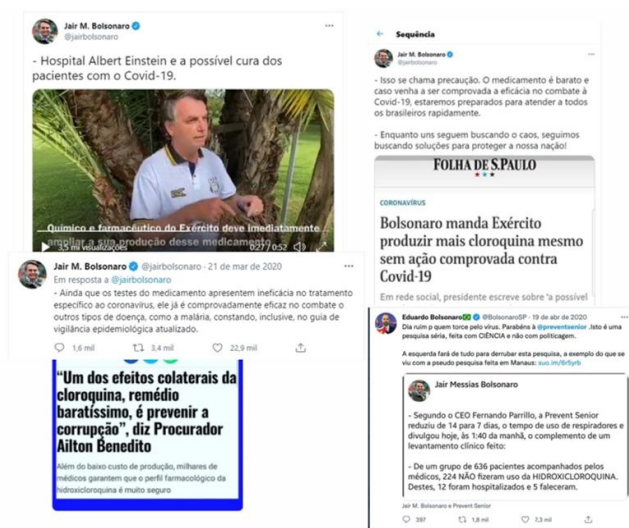 Jair M. Bolsonaro
@jairbolsonaro
- Hospital Albert Einstein e a possível cura dos
pacientes com o Covid-19.
Químico e farmacêutico do Exército deve imediatamente
ampliar a sua produção desse medicamento
3,5 mi visualizações
0:27 / 0:52
Jair M. Bolsonaro @jairbolsonaro · 21 de mar de 2020
Em resposta a @jairbolsonaro
- Ainda que os testes do medicamento apresentem ineficácia no tratamento
específico ao coronavírus, ele já é comprovadamente eficaz no combate o
outros tipos de doença, como a malária, constando, inclusive, no guia de
vigilância epidemiológica atualizado.
1,6 mil
3,4 mil
22,9 mil
“Um dos efeitos colaterais da
cloroquina, remédio
baratíssimo, é prevenir a
corrupção”, diz Procurador
Ailton Benedito
Além do baixo custo de produção, milhares de
médicos garantem que o perfil farmacológico da
hidroxicloroquina é muito seguro
Sequência
Jair M. Bolsonaro
@jairbolsonaro
- Isso se chama precaução. O medicamento é barato e
caso venha a ser comprovada a eficácia no combate à
Covid-19, estaremos preparados para atender a todos
os brasileiros rapidamente.
- Enquanto uns seguem buscando o caos, seguimos
buscando soluções para proteger a nossa nação!
FOLHA DE S.PAULO
CORONAVÍRUS
Bolsonaro manda Exército
produzir mais cloroquina mesmo
sem ação comprovada contra
Covid-19
Em rede social, presidente escreve sobre 'a possível
Eduardo Bolsonaro @BolsonaroSP · 19 de abr de 2020
Dia ruim p quem torce pelo vírus. Parabéns à @preventsenior .Isto é uma
pesquisa séria, feita com CIÊNCIA e não com politicagem.
A esquerda fará de tudo para derrubar esta pesquisa, a exemplo do que se
viu com a pseudo pesquisa feita em Manaus:
Jair Messias Bolsonaro
- Segundo o CEO Fernando Parrillo, a Prevent Senior
reduziu de 14 para 7 dias, o tempo de uso de respiradores e
divulgou hoje, às 1:40 da manhã, o complemento de um
levantamento clínico feito:
- De um grupo de 636 pacientes acompanhados pelos
médicos, 224 NÃO fizeram uso da HIDROXICLOROQUINA.
Destes, 12 foram hospitalizados e 5 faleceram.
Jair M. Bolsonaro e Prevent Senior
397
1,8 mil
7,3 mil